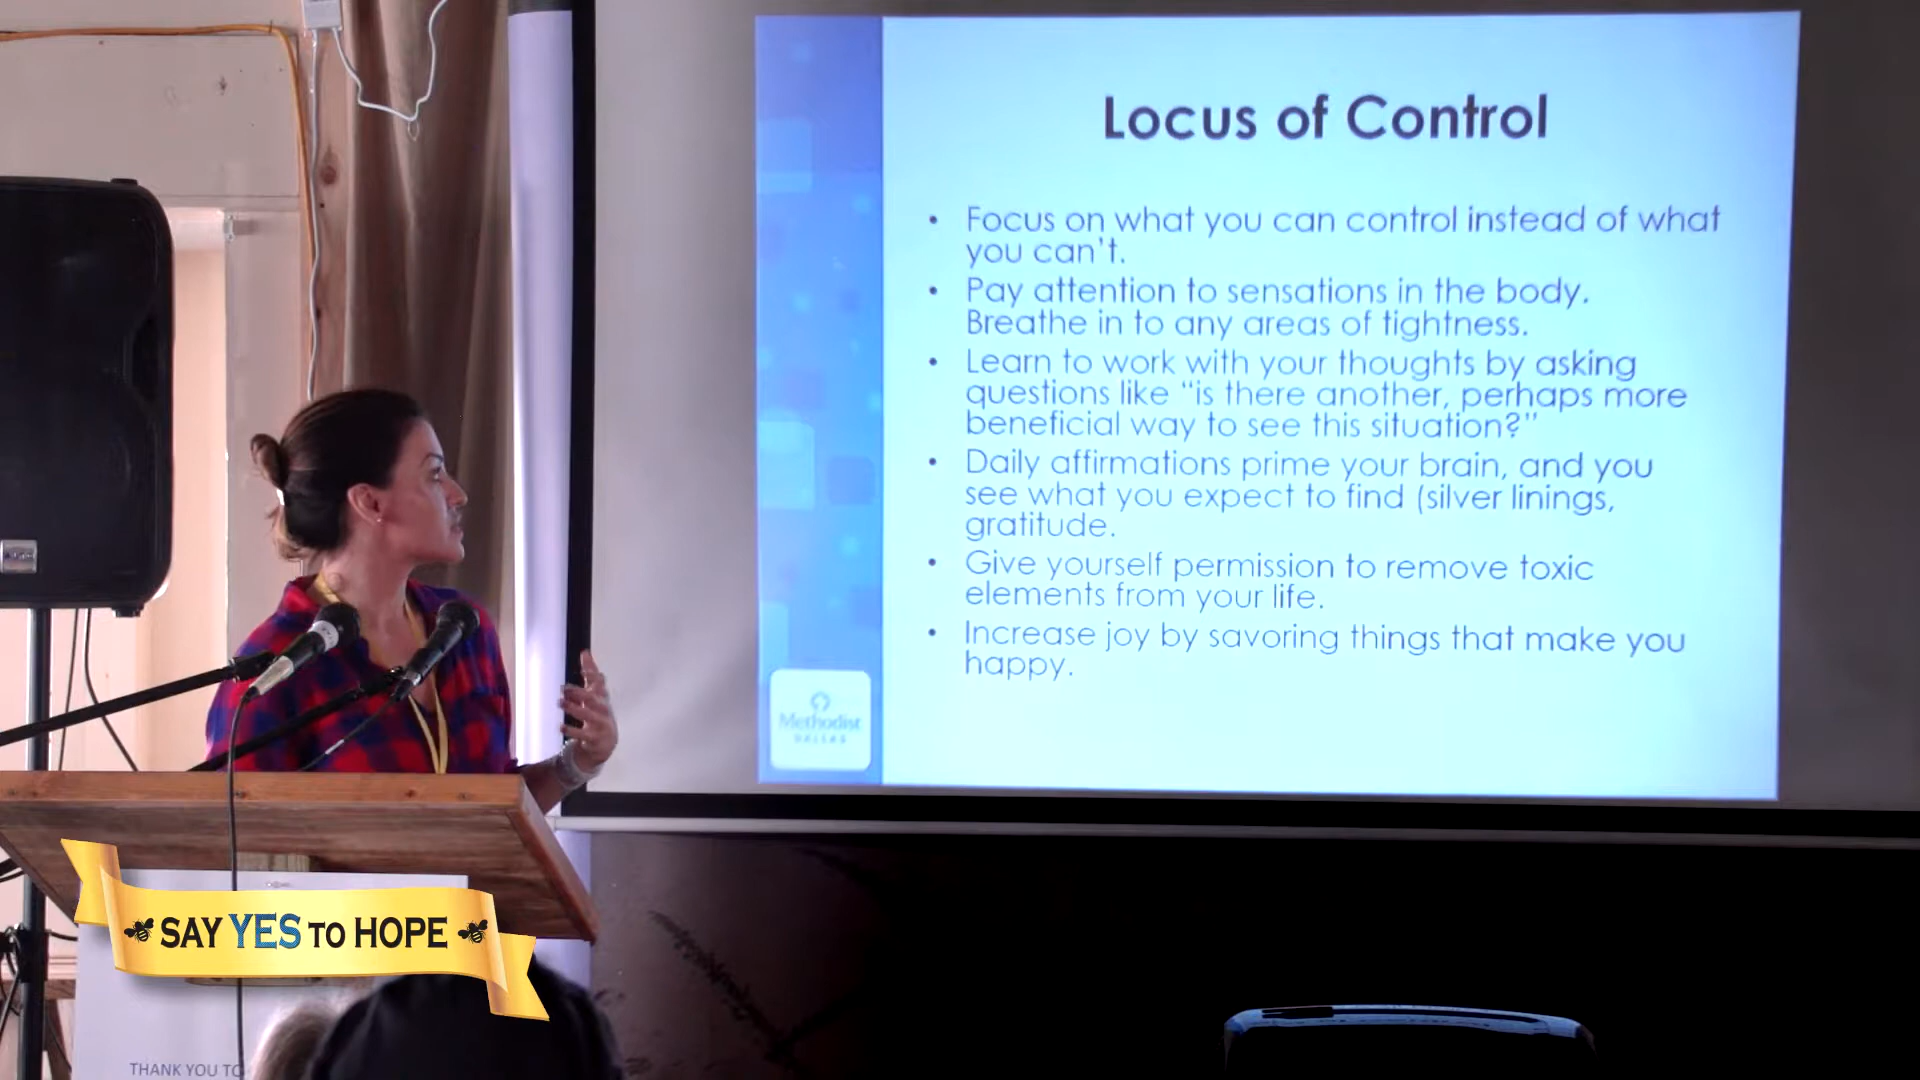 Locus of Control
• Focus on what you can control instead of what
you can't.
• Pay attention to sensations in the body.
Breathe in to any areas of tightness.
• Learn to work with your thoughts by asking
questions like “is there another, perhaps more
beneficial way to see this situation?”
• Daily affirmations prime your brain, and you
see what you expect to find (silver linings,
gratitude.
• Give yourself permission to remove toxic
elements from your life.
• Increase joy by savoring things that make you
happy.
Methodist
DALLAS
SAY YES TO HOPE
THANK YOU TO